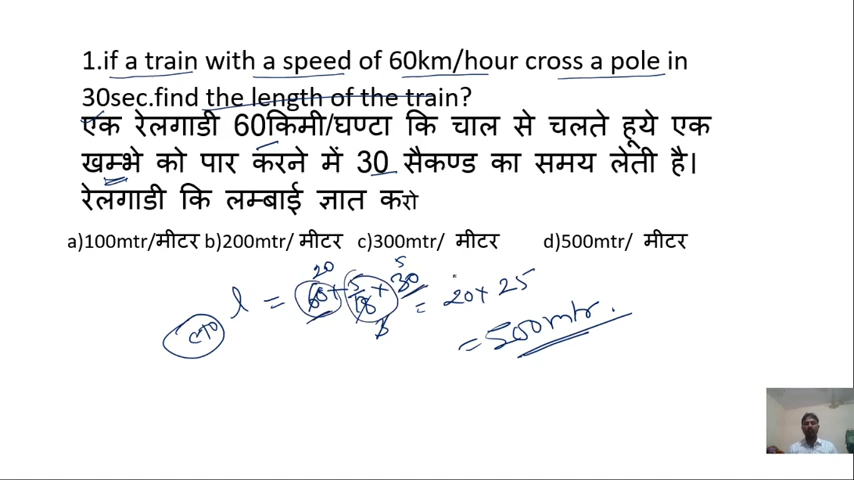 1.if a train with a speed of 60km/hour cross a pole in
30sec.find the length of the train?
एक रेलगाडी 60किमी/घण्टा कि चाल से चलते हूये एक
खम्भे को पार करने में 30 सैकण्ड का समय लेती है।
रेलगाडी कि लम्बाई ज्ञात करो
a)100mtr/मीटर b)200mtr/ मीटर c)300mtr/ मीटर d)500mtr/ मीटर
20 5
l = 60 × 5/18 × 30 = 20 × 25
= 500mtr.